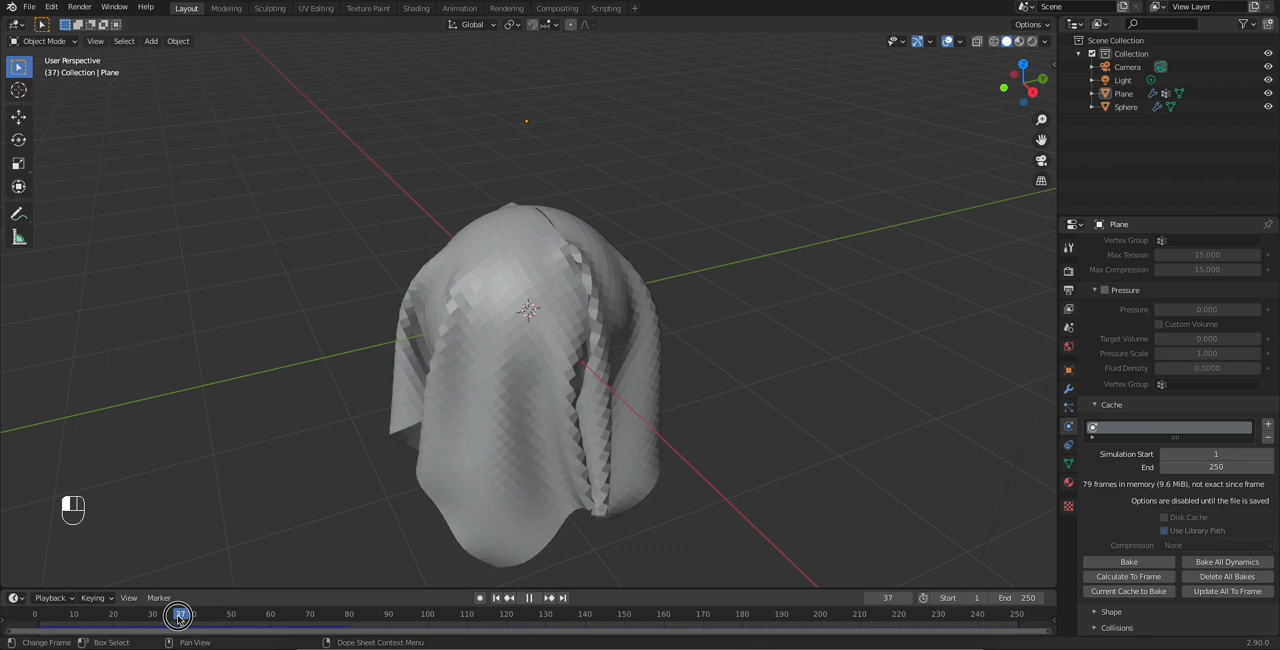 File Edit Render Window Help Layout Modeling Sculpting UV Editing Texture Paint Shading Animation Rendering Compositing Scripting + Scene View Layer
Global Options
Object Mode View Select Add Object
User Perspective
(37) Collection | Plane
Z
Y
X
Scene Collection
Collection
Camera
Light
Plane
Sphere
Plane
Vertex Group
Max Tension 15.000
Max Compression 15.000
Pressure
Pressure 0.000
Custom Volume
Target Volume 0.000
Pressure Scale 1.000
Fluid Density 0.0000
Vertex Group
Cache
Simulation Start 1
End 250
79 frames in memory (9.6 MiB), not exact since frame
Options are disabled until the file is saved
Disk Cache
Use Library Path
Compression None
Bake Bake All Dynamics
Calculate To Frame Delete All Bakes
Current Cache to Bake Update All To Frame
Shape
Collisions
Playback Keying View Marker 37 Start 1 End 250
0 10 20 30 37 50 60 70 80 90 100 110 120 130 140 150 160 170 180 190 200 210 220 230 240 250
Change Frame Box Select Pan View Dope Sheet Context Menu 2.90.0